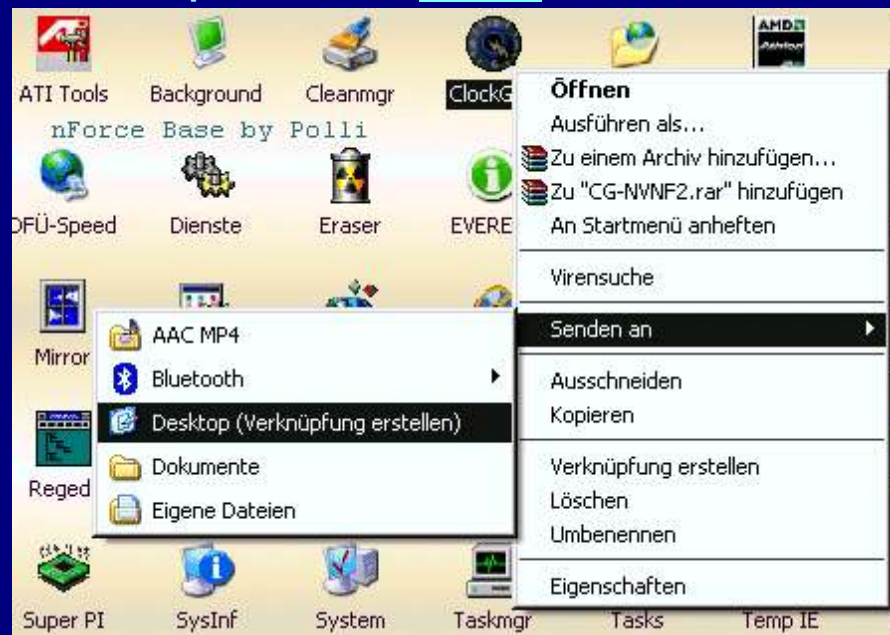 AMD
Athlon
ATI
ATI Tools
Background
Cleanmgr
ClockG
nForce Base by Polli
DFÜ-Speed
Dienste
Eraser
EVERE
Mirror
Reged
Super PI
SysInf
System
Taskmgr
Tasks
Temp IE
Öffnen
Ausführen als...
Zu einem Archiv hinzufügen...
Zu "CG-NVNF2.rar" hinzufügen
An Startmenü anheften
Virensuche
Senden an
Ausschneiden
Kopieren
Verknüpfung erstellen
Löschen
Umbenennen
Eigenschaften
AAC MP4
Bluetooth
Desktop (Verknüpfung erstellen)
Dokumente
Eigene Dateien